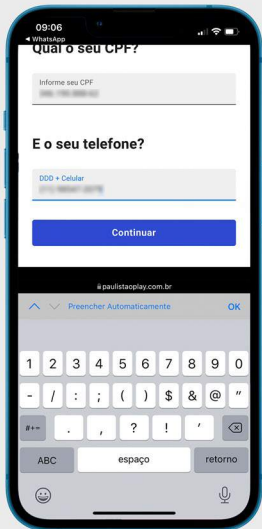 09:06
WhatsApp
Qual o seu CPF?
Informe seu CPF
E o seu telefone?
DDD + Celular
Continuar
paulistaoplay.com.br
Preencher Automaticamente OK
1 2 3 4 5 6 7 8 9 0
- / : ; ( ) $ & @ "
#+= . , ? ! '
ABC espaço retorno